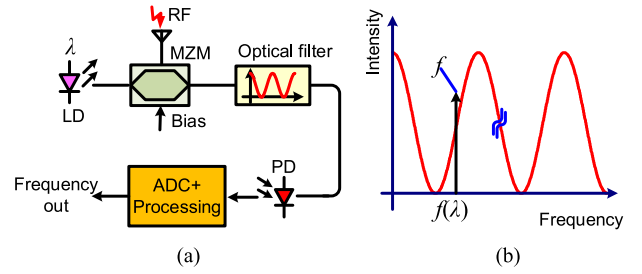 RF
λ
MZM
Optical filter
LD
Bias
PD
Frequency out
ADC+
Processing
(a)
Intensity
f
f(λ)
Frequency
(b)